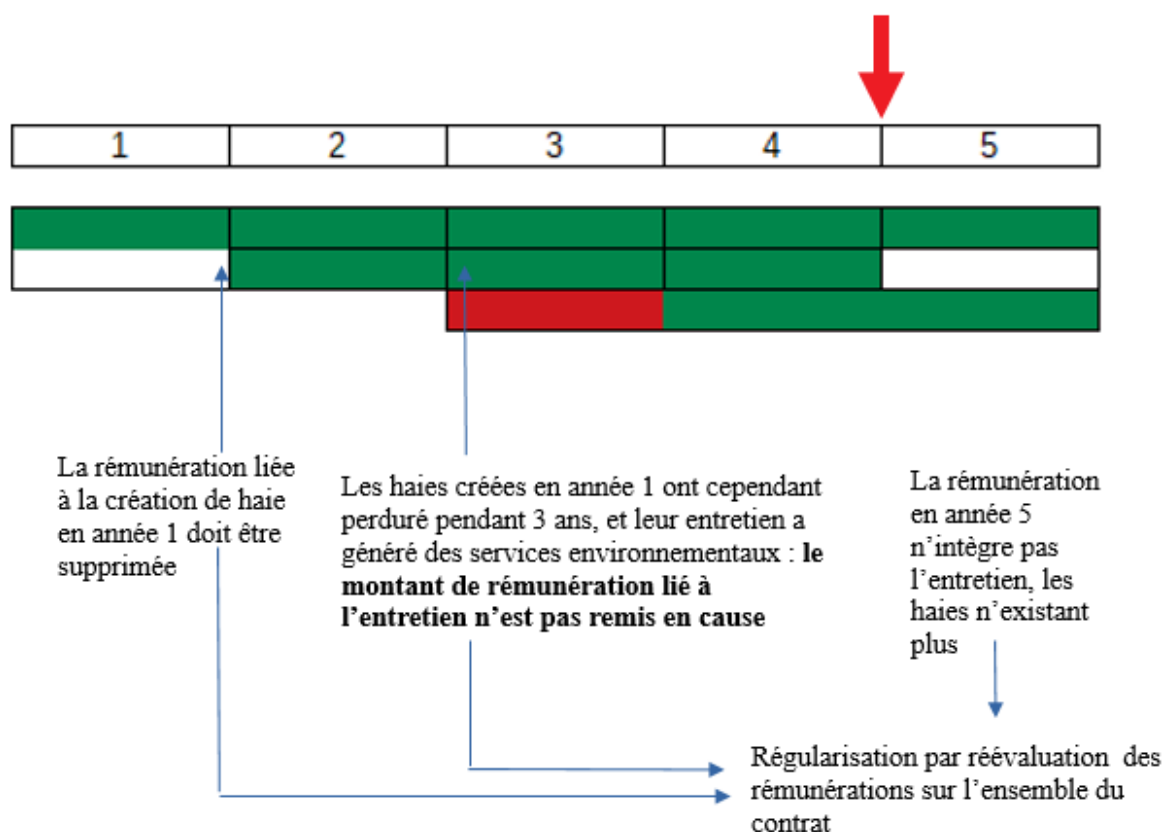 1 2 3 4 5
La rémunération liée
à la création de haie
en année 1 doit être
supprimée
Les haies créées en année 1 ont cependant
perduré pendant 3 ans, et leur entretien a
généré des services environnementaux : le
montant de rémunération lié à
l’entretien n’est pas remis en cause
La rémunération
en année 5
n’intègre pas
l’entretien, les
haies n’existant
plus
Régularisation par réévaluation des
rémunérations sur l’ensemble du
contrat